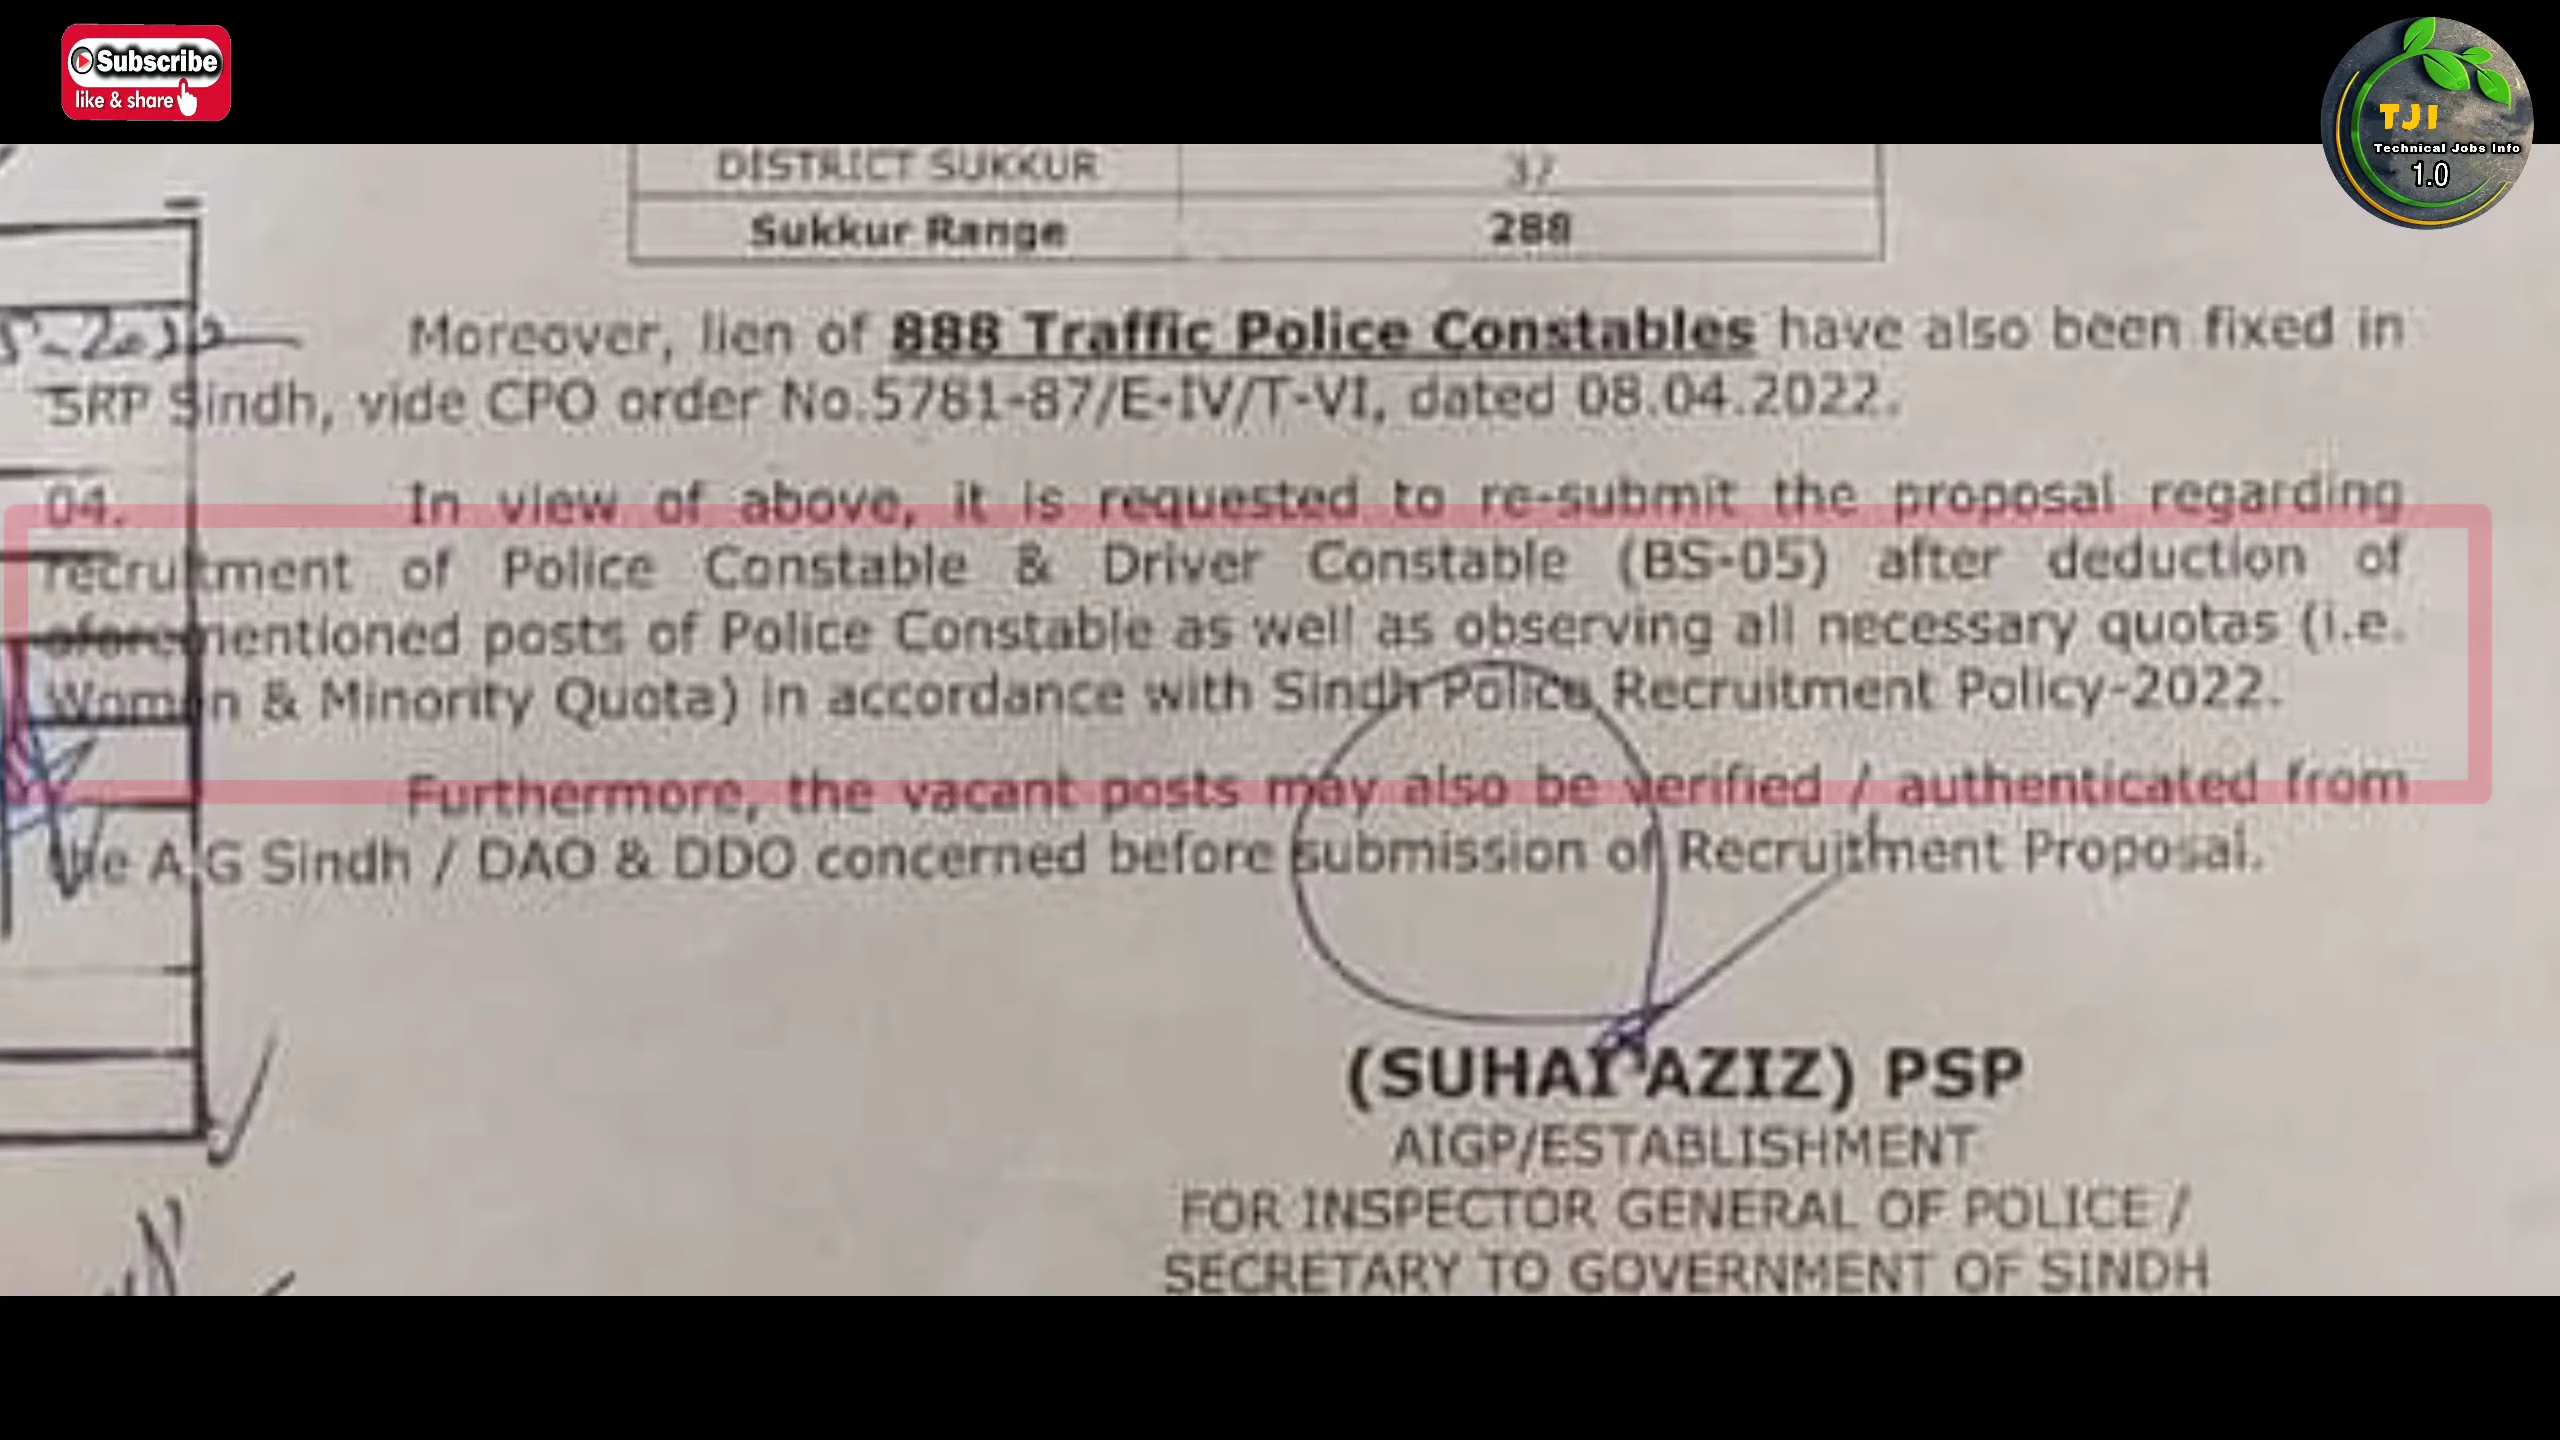 Subscribe
like & share
TJI
Technical Jobs Info
1.0
DISTRICT SUKKUR 37
Sukkur Range 288
Moreover, lien of 888 Traffic Police Constables have also been fixed in
SRP Sindh, vide CPO order No.5781-87/E-IV/T-VI, dated 08.04.2022.
04. In view of above, it is requested to re-submit the proposal regarding
recruitment of Police Constable & Driver Constable (BS-05) after deduction of
aforementioned posts of Police Constable as well as observing all necessary quotas (i.e.
Women & Minority Quota) in accordance with Sindh Police Recruitment Policy-2022.
Furthermore, the vacant posts may also be verified / authenticated from
the A.G Sindh / DAO & DDO concerned before submission of Recruitment Proposal.
(SUHAI AZIZ) PSP
AIGP/ESTABLISHMENT
FOR INSPECTOR GENERAL OF POLICE /
SECRETARY TO GOVERNMENT OF SINDH